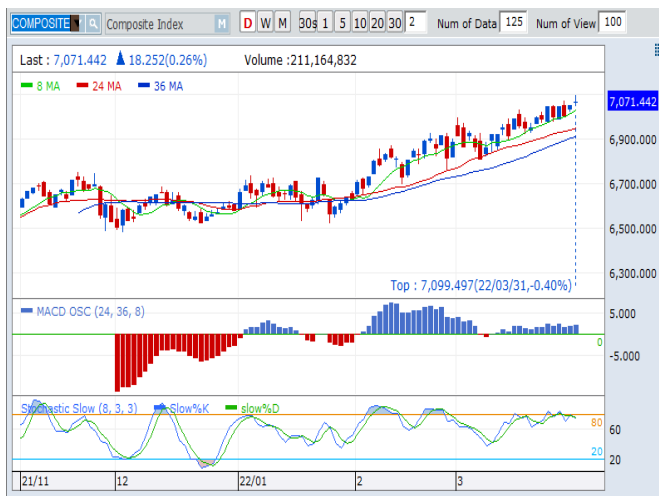 COMPOSITE Composite Index M D W M 30s 1 5 10 20 30 2 Num of Data 125 Num of View 100
Last : 7,071.442 ▲ 18.252(0.26%) Volume :211,164,832
8 MA 24 MA 36 MA
7,071.442
6,900.000
6,700.000
6,500.000
6,300.000
Top : 7,099.497(22/03/31,-0.40%)
MACD OSC (24, 36, 8)
5.000
0
-5.000
Stochastic Slow (8, 3, 3) Slow%K slow%D
80
60
20
20
21/11 12 22/01 2 3